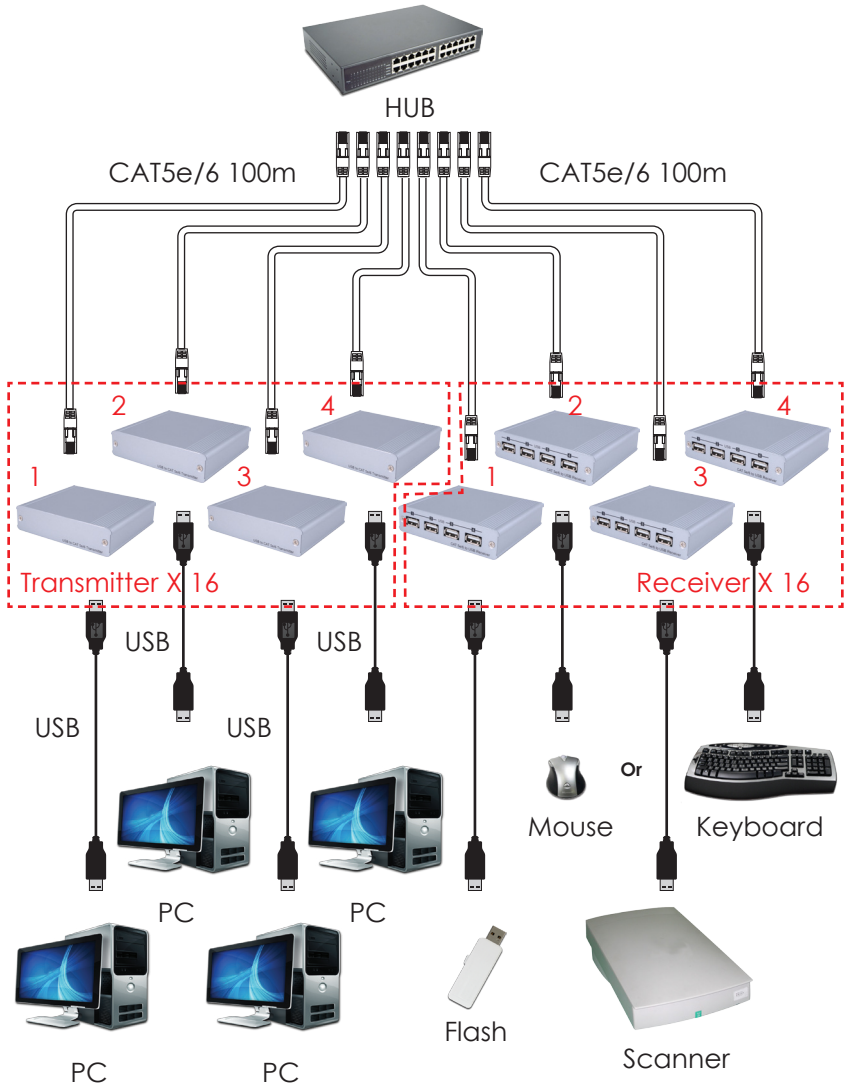 HUB
CAT5e/6 100m
CAT5e/6 100m
2
4
2
4
1
3
1
3
Transmitter X 16
Receiver X 16
USB
USB
USB
USB
Or
Mouse
Keyboard
PC
PC
Flash
Scanner
PC
PC